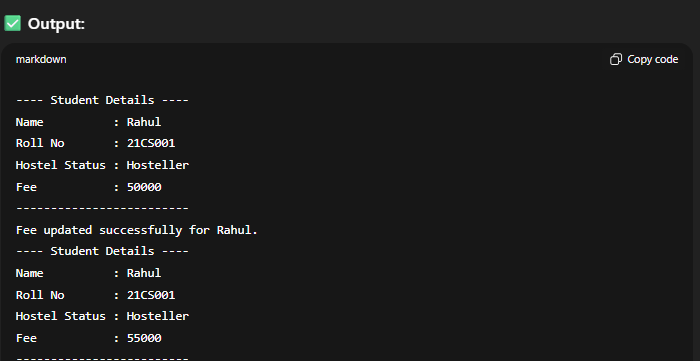 ✅ Output:
markdown Copy code
---- Student Details ----
Name          : Rahul
Roll No       : 21CS001
Hostel Status : Hosteller
Fee           : 50000
-------------------------
Fee updated successfully for Rahul.
---- Student Details ----
Name          : Rahul
Roll No       : 21CS001
Hostel Status : Hosteller
Fee           : 55000
-------------------------